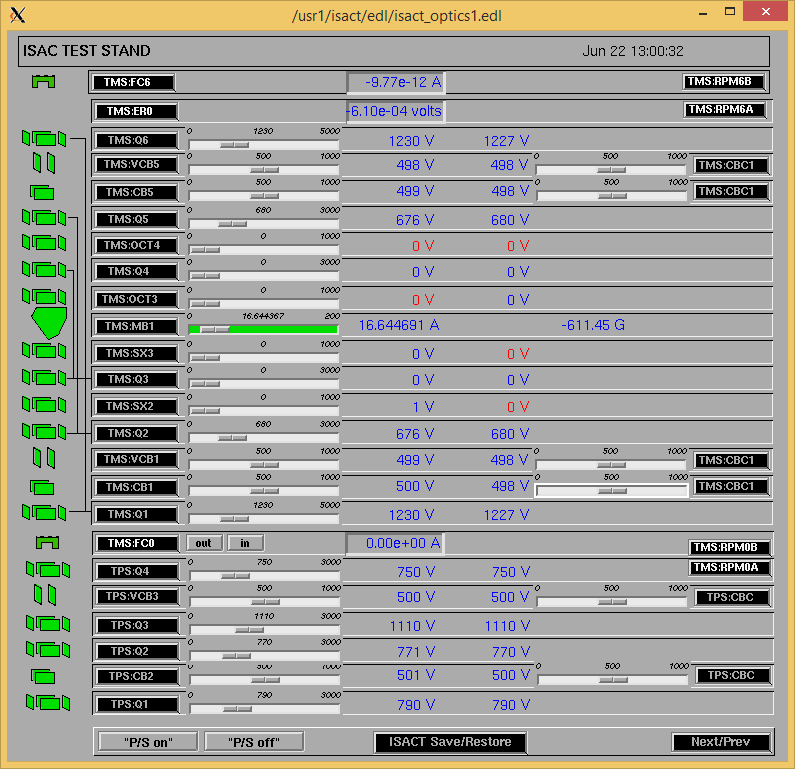 /usr1/isact/edl/isact_optics1.edl
ISAC TEST STAND Jun 22 13:00:32
TMS:FC6 -9.77e-12 A TMS:RPM6B
TMS:ER0 -6.10e-04 volts TMS:RPM6A
TMS:Q6 0 1230 5000 1230 V 1227 V
TMS:VCB5 0 500 1000 498 V 498 V 0 500 1000 TMS:CBC1
TMS:CB5 0 500 1000 499 V 498 V 0 500 1000 TMS:CBC1
TMS:Q5 0 680 3000 676 V 680 V
TMS:OCT4 0 0 1000 0 V 0 V
TMS:Q4 0 0 3000 0 V 0 V
TMS:OCT3 0 0 1000 0 V 0 V
TMS:MB1 0 16.644367 200 16.644691 A -611.45 G
TMS:SX3 0 0 1000 0 V 0 V
TMS:Q3 0 0 3000 0 V 0 V
TMS:SX2 0 0 1000 1 V 0 V
TMS:Q2 0 680 3000 676 V 680 V
TMS:VCB1 0 500 1000 499 V 498 V 0 500 1000 TMS:CBC1
TMS:CB1 0 500 1000 500 V 498 V 0 500 1000 TMS:CBC1
TMS:Q1 0 1230 5000 1230 V 1227 V
TMS:FC0 out in 0.00e+00 A TMS:RPM0B
TPS:Q4 0 750 3000 750 V 750 V TMS:RPM0A
TPS:VCB3 0 500 1000 500 V 500 V 0 500 1000 TPS:CBC
TPS:Q3 0 1110 3000 1110 V 1110 V
TPS:Q2 0 770 3000 771 V 770 V
TPS:CB2 0 500 1000 501 V 500 V 0 500 1000 TPS:CBC
TPS:Q1 0 790 3000 790 V 790 V
"P/S on" "P/S off" ISACT Save/Restore Next/Prev